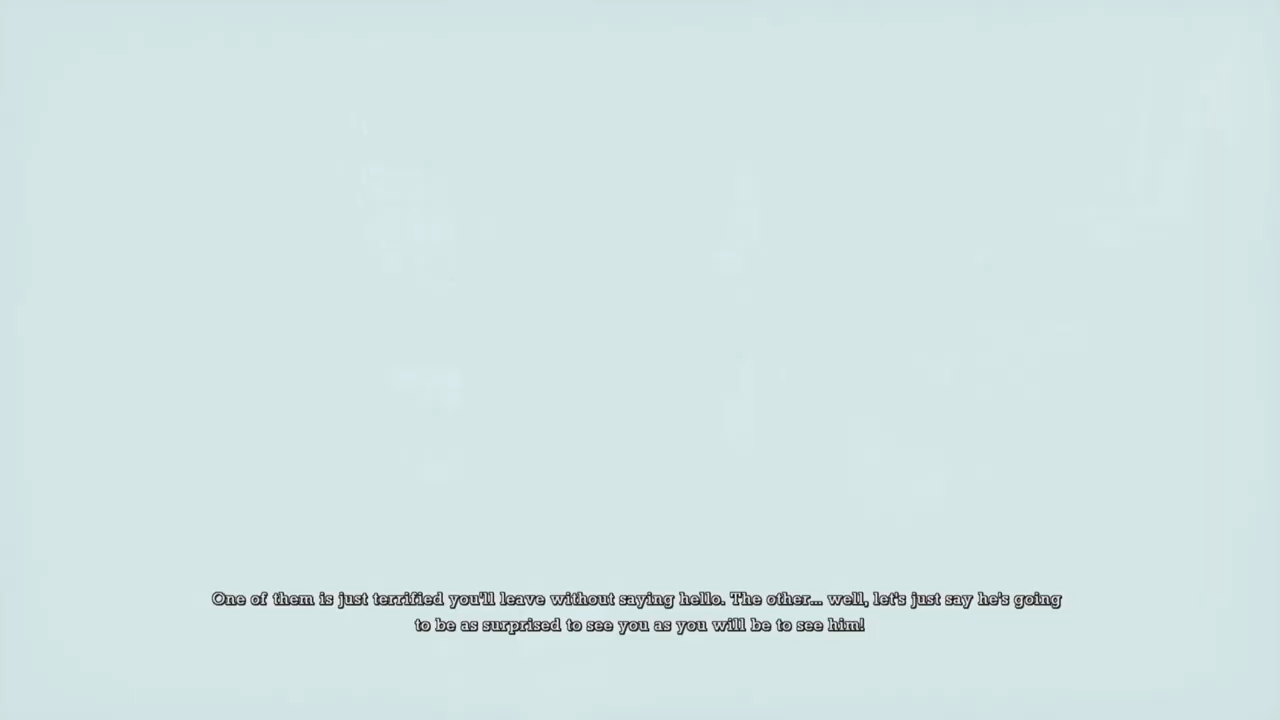 One of them is just terrified you'll leave without saying hello. The other... well, let's just say he's going
to be as surprised to see you as you will be to see him!